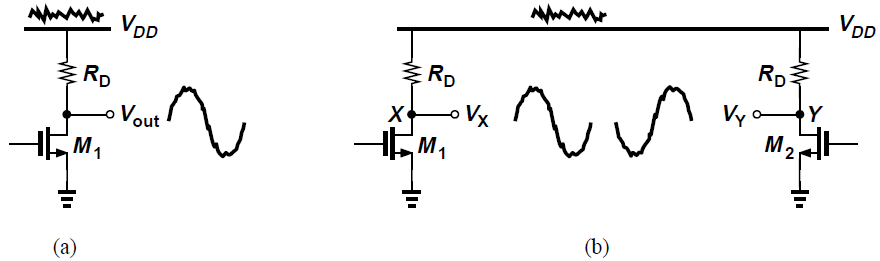 V_DD V_DD
R_D R_D R_D
V_out X V_X V_Y Y
M_1 M_1 M_2
(a) (b)